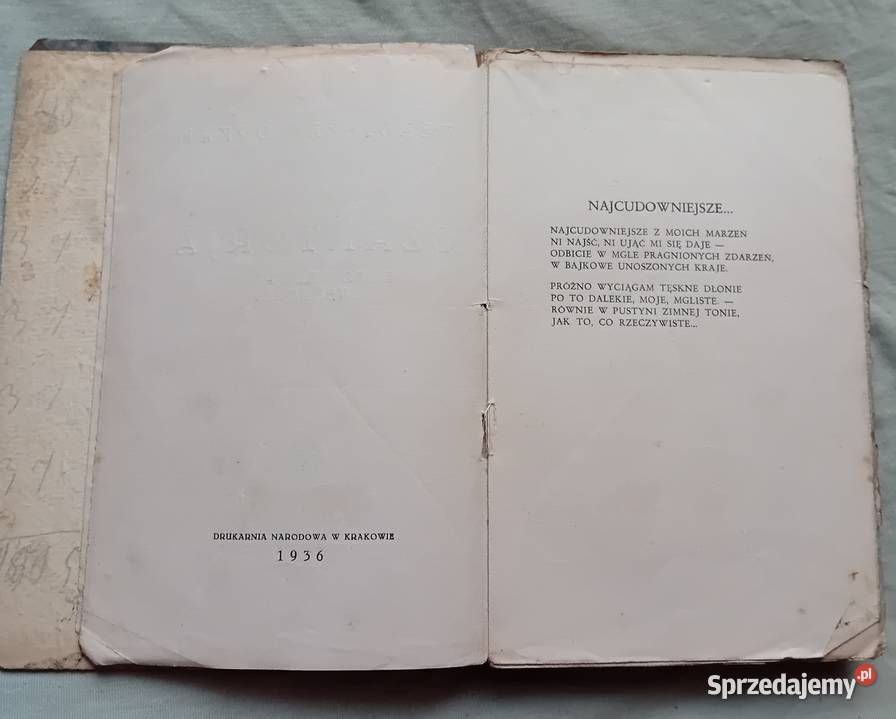 DRUKARNIA NARODOWA W KRAKOWIE
1936
NAJCUDOWNIEJSZE...
NAJCUDOWNIEJSZE Z MOICH MARZEŃ
NI NAJŚĆ, NI UJĄĆ MI SIĘ DAJE —
ODBICIE W MGLE PRAGNIONYCH ZDARZEŃ,
W BAJKOWE UNOSZONYCH KRAJE.
PRÓŻNO WYCIĄGAM TĘSKNE DŁONIE
PO TO DALEKIE, MOJE, MGLISTE. —
RÓWNIE W PUSTYNI ZIMNEJ TONIE,
JAK TO, CO RZECZYWISTE...
Sprzedajemy.pl